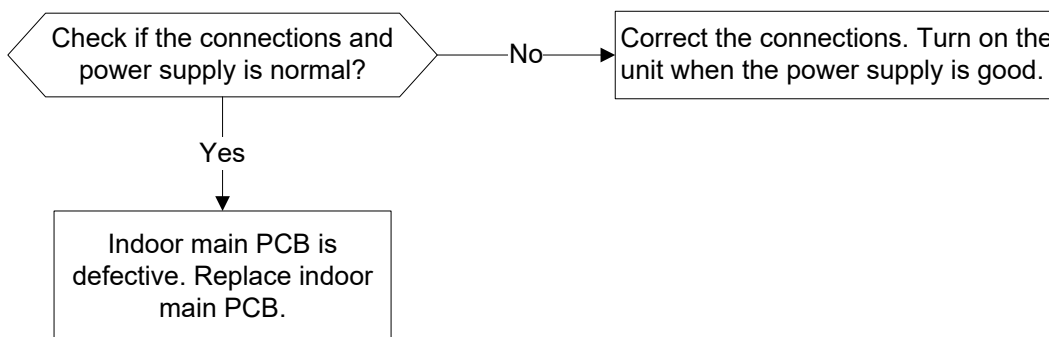 Check if the connections and
power supply is normal?
No
Correct the connections. Turn on the
unit when the power supply is good.
Yes
Indoor main PCB is
defective. Replace indoor
main PCB.